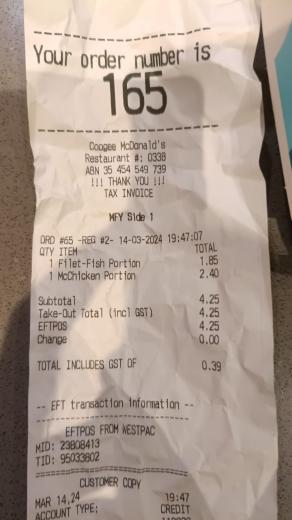 Your order number is
165
Coogee McDonald's
Restaurant #: 0338
ABN 35 454 549 739
!!! THANK YOU !!!
TAX INVOICE
MFY Side 1
ORD #65 -REG #2- 14-03-2024 19:47:07
QTY ITEM TOTAL
1 Filet-Fish Portion 1.85
1 McChicken Portion 2.40
Subtotal 4.25
Take-Out Total (incl GST) 4.25
EFTPOS 4.25
Change 0.00
TOTAL INCLUDES GST OF 0.39
-- EFT transaction information --
EFTPOS FROM WESTPAC
MID: 23808413
TID: 95033802
CUSTOMER COPY
MAR 14,24 19:47
ACCOUNT TYPE: CREDIT